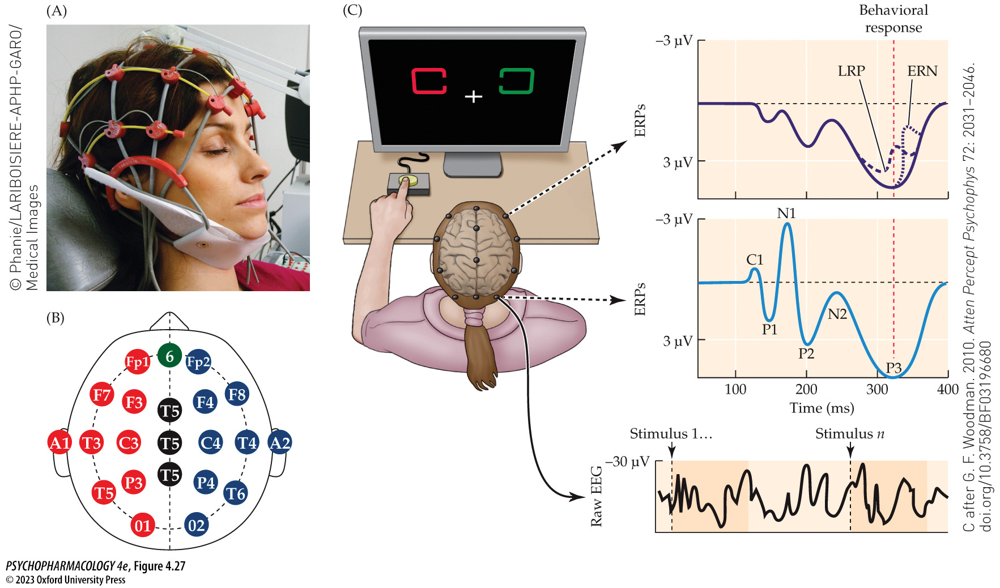 (A)
© Phanie/LARIBOISIERE-APHP-GARO/
Medical Images
(B)
6
Fp1
Fp2
F7
F3
T5
F4
F8
A1
T3
C3
T5
C4
T4
A2
T5
P3
T5
P4
T6
01
02
(C)
ERPs
ERPs
Raw EEG
Behavioral
response
–3 µV
LRP
ERN
3 µV
–3 µV
N1
C1
P1
N2
3 µV
P2
P3
100
200
300
400
Time (ms)
Stimulus 1…
Stimulus n
–30 µV
C after G. F. Woodman. 2010. Atten Percept Psychophys 72: 2031–2046.
doi.org/10.3758/BF03196680
PSYCHOPHARMACOLOGY 4e, Figure 4.27
© 2023 Oxford University Press